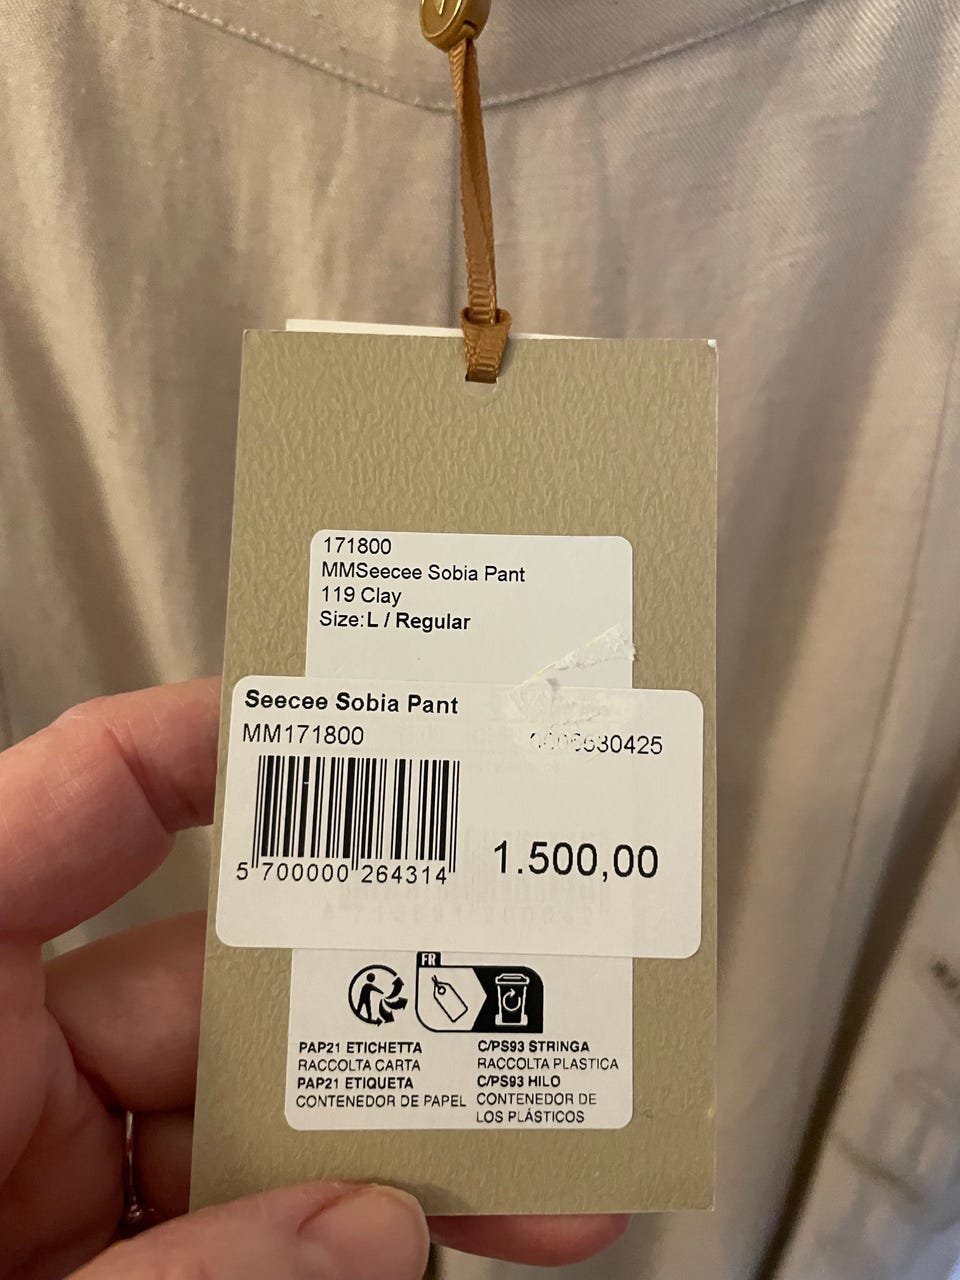 171800
MMSeecee Sobia Pant
119 Clay
Size: L / Regular
Seecee Sobia Pant
MM171800
5 700000 264314
1.500,00
FR
PAP21 ETICHETTA
RACCOLTA CARTA
PAP21 ETIQUETA
CONTENEDOR DE PAPEL
C/PS93 STRINGA
RACCOLTA PLASTICA
C/PS93 HILO
CONTENEDOR DE
LOS PLÁSTICOS